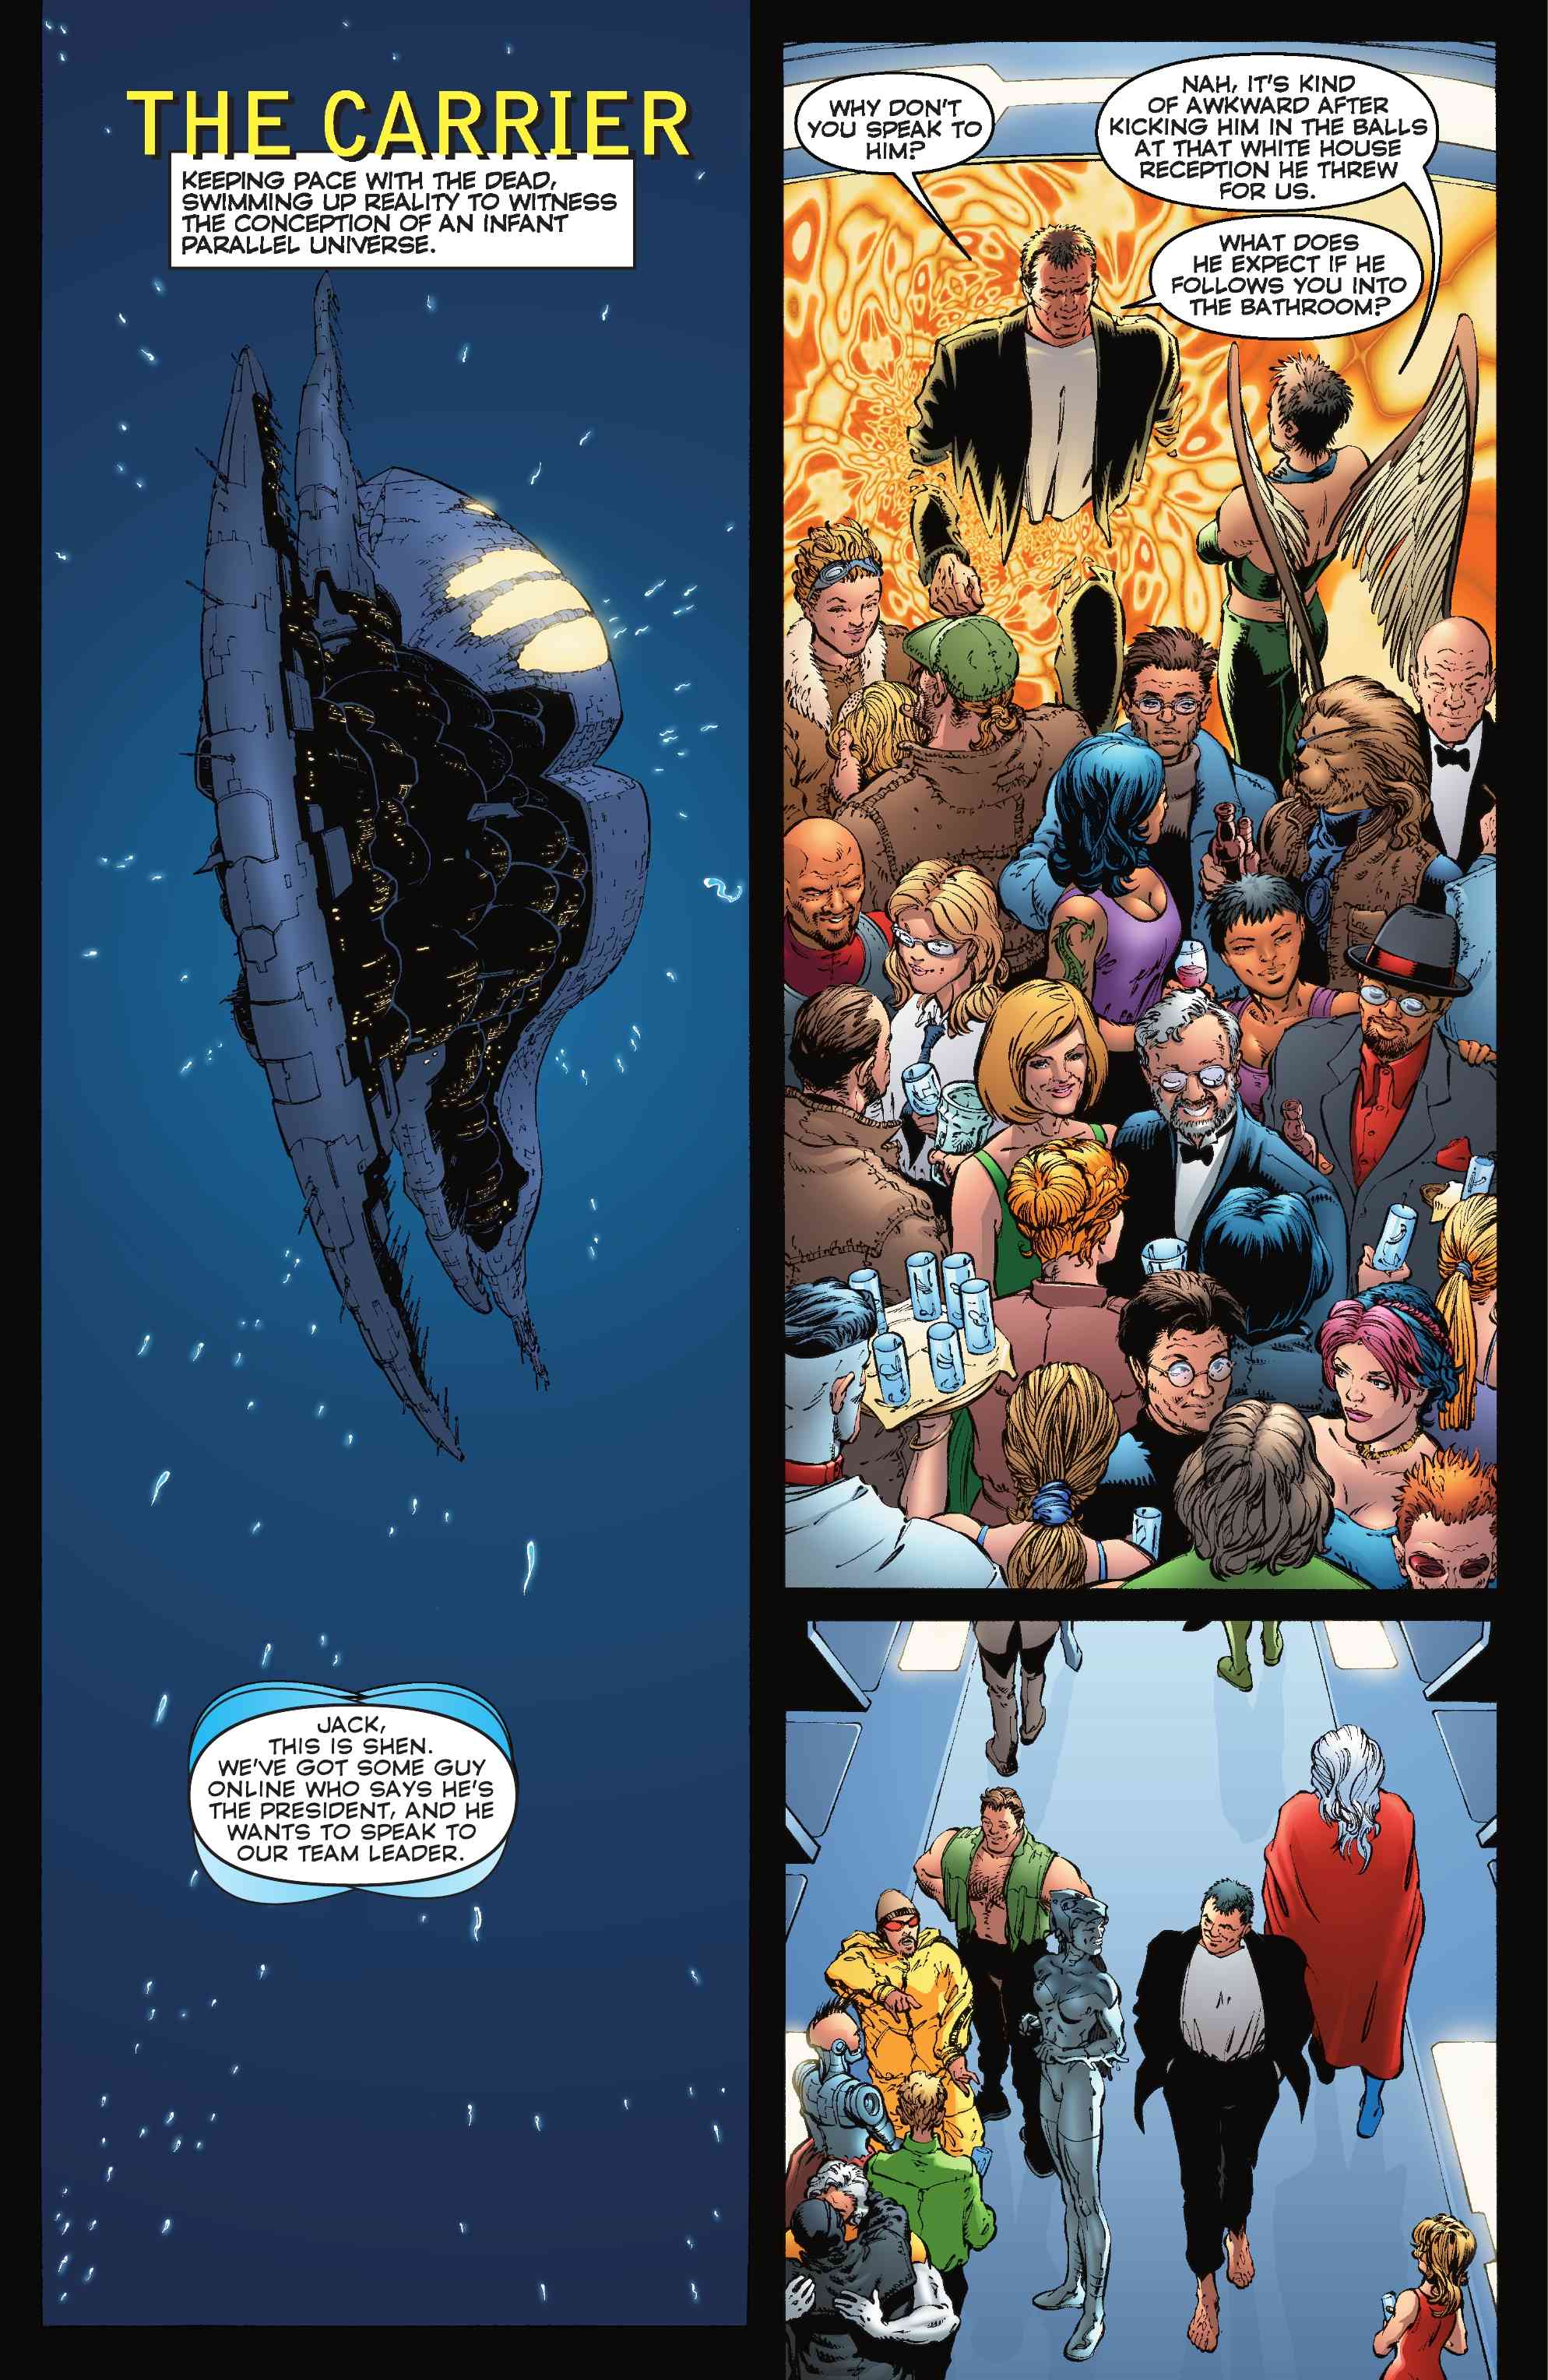 THE CARRIER
KEEPING PACE WITH THE DEAD,
SWIMMING UP REALITY TO WITNESS
THE CONCEPTION OF AN INFANT
PARALLEL UNIVERSE.
JACK,
THIS IS SHEN.
WE'VE GOT SOME GUY
ONLINE WHO SAYS HE'S
THE PRESIDENT, AND HE
WANTS TO SPEAK TO
OUR TEAM LEADER.
WHY DON'T
YOU SPEAK TO
HIM?
NAH, IT'S KIND
OF AWKWARD AFTER
KICKING HIM IN THE BALLS
AT THAT WHITE HOUSE
RECEPTION HE THREW
FOR US.
WHAT DOES
HE EXPECT IF HE
FOLLOWS YOU INTO
THE BATHROOM?